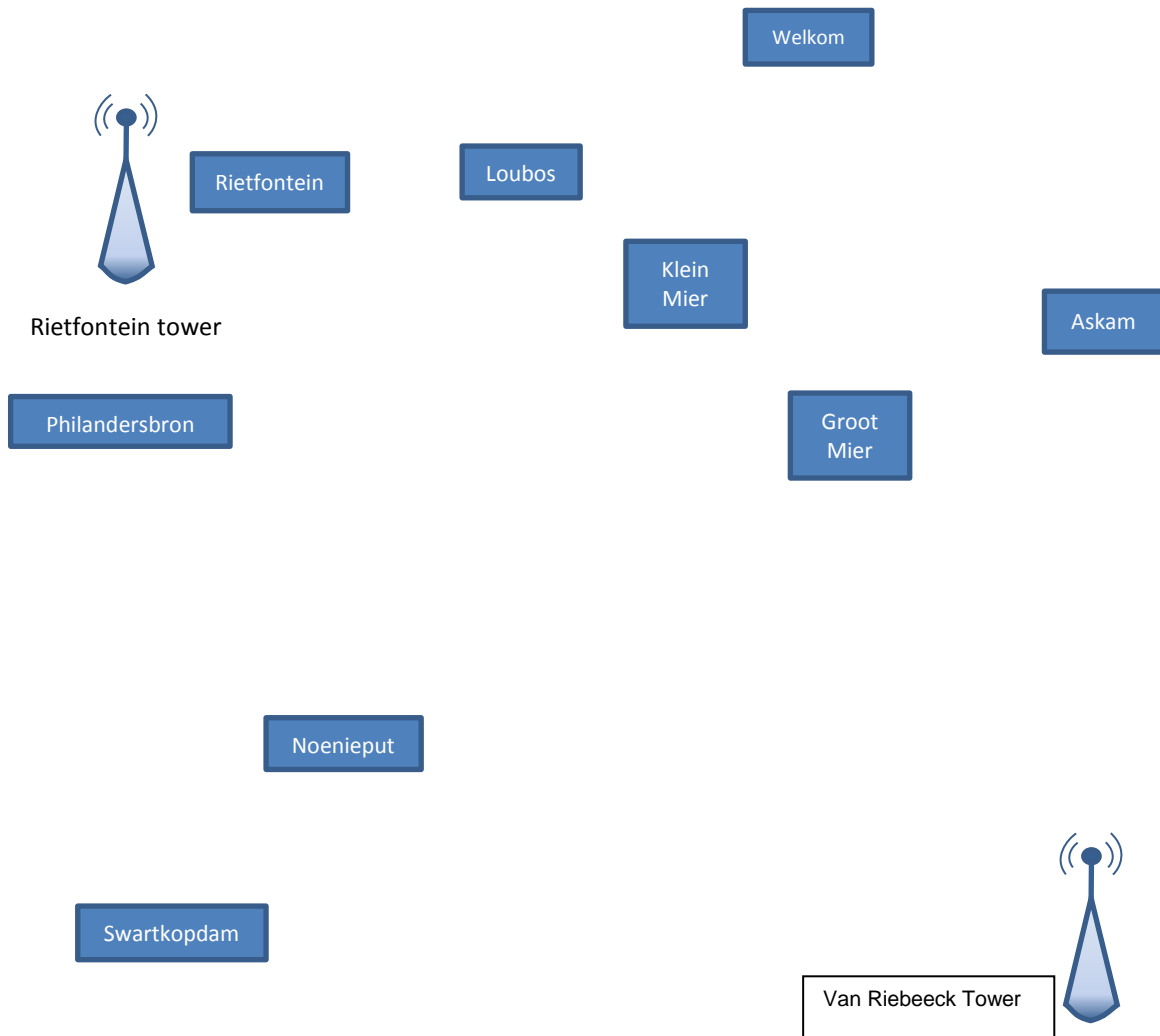 Welkom
Rietfontein
Loubos
Klein
Mier
Askam
Rietfontein tower
Philandersbron
Groot
Mier
Noenieput
Swartkopdam
Van Riebeeck Tower